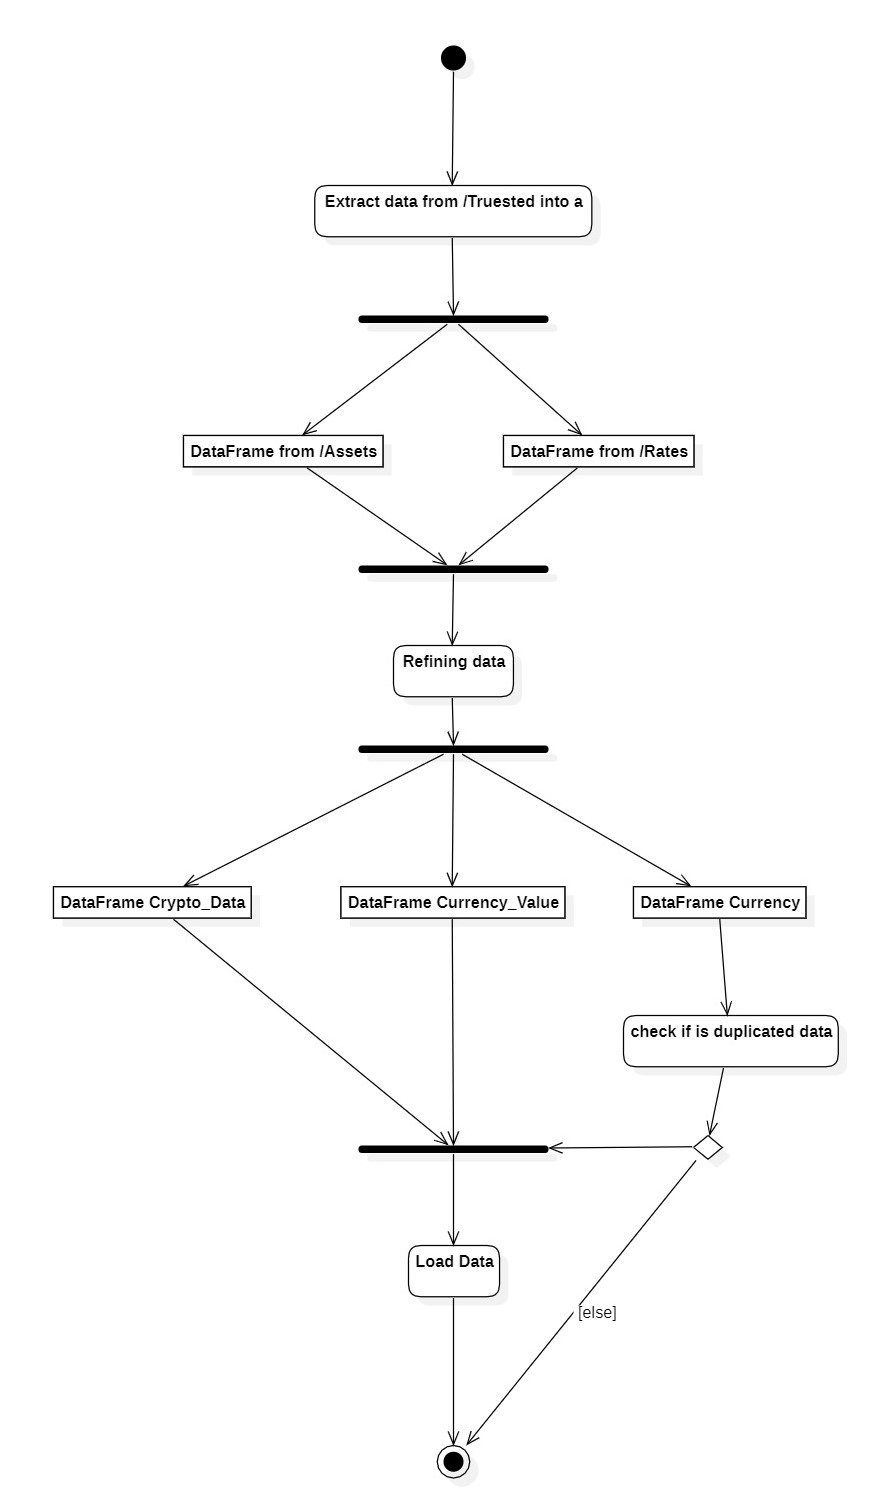 Extract data from /Truested into a
DataFrame from /Assets
DataFrame from /Rates
Refining data
DataFrame Crypto_Data
DataFrame Currency_Value
DataFrame Currency
check if is duplicated data
Load Data
[else]